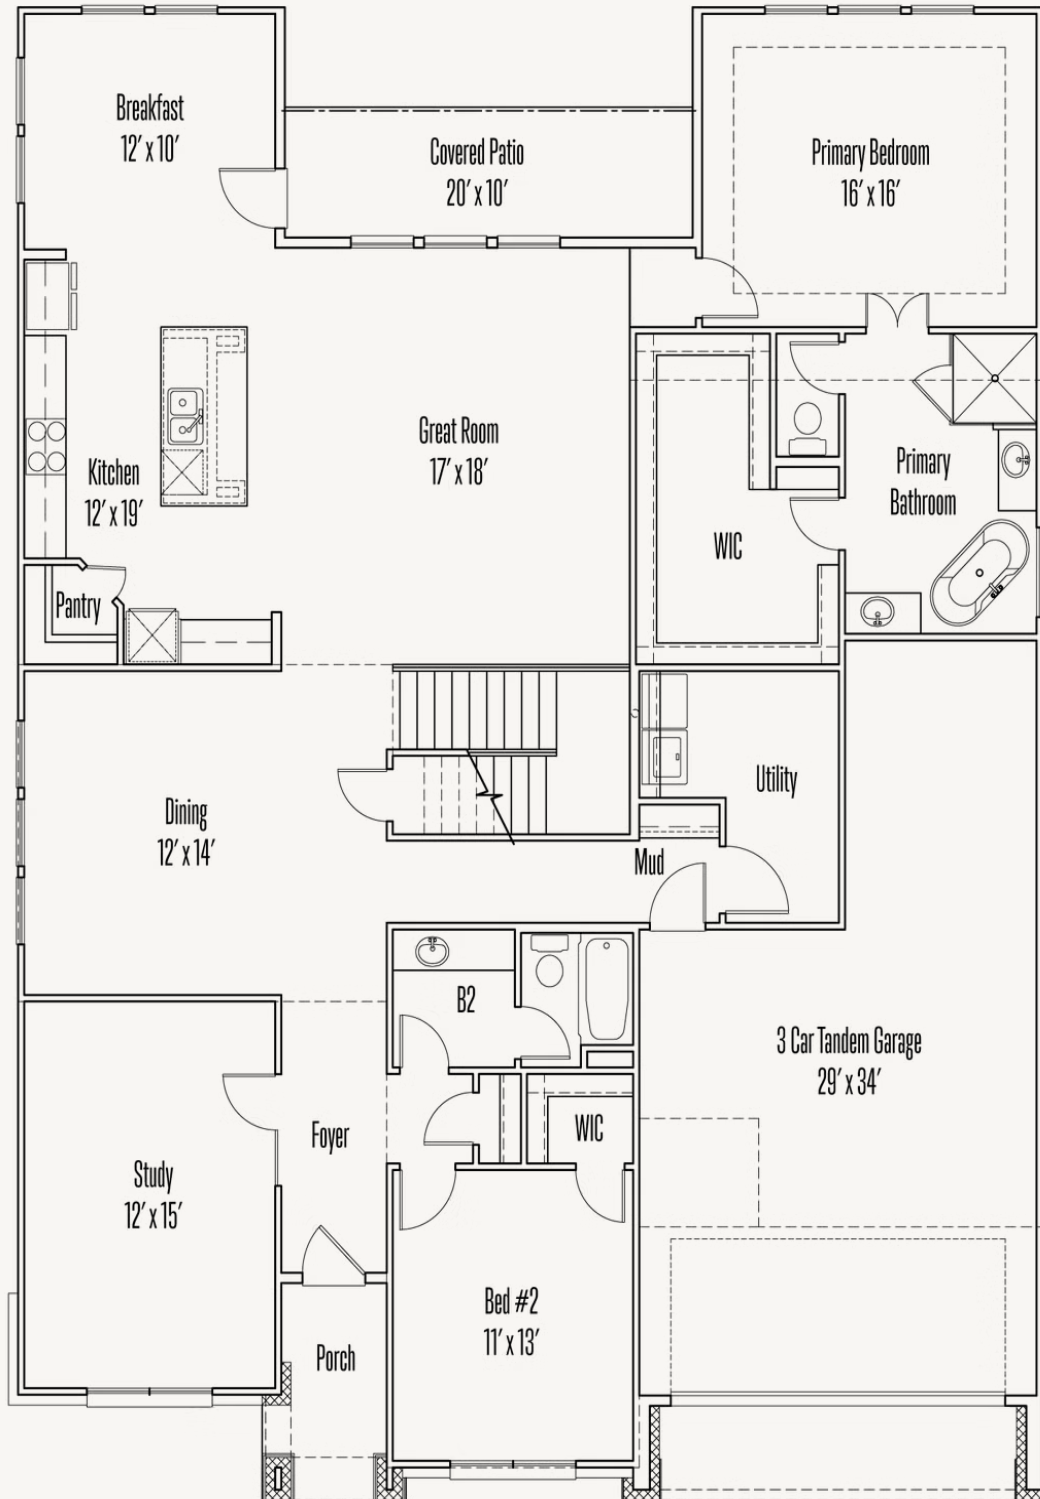 Breakfast
12' x 10'
Covered Patio
20' x 10'
Primary Bedroom
16' x 16'
Great Room
17' x 18'
Kitchen
12' x 19'
Primary
Bathroom
WIC
Pantry
Utility
Dining
12' x 14'
Mud
B2
3 Car Tandem Garage
29' x 34'
Foyer
WIC
Study
12' x 15'
Bed #2
11' x 13'
Porch